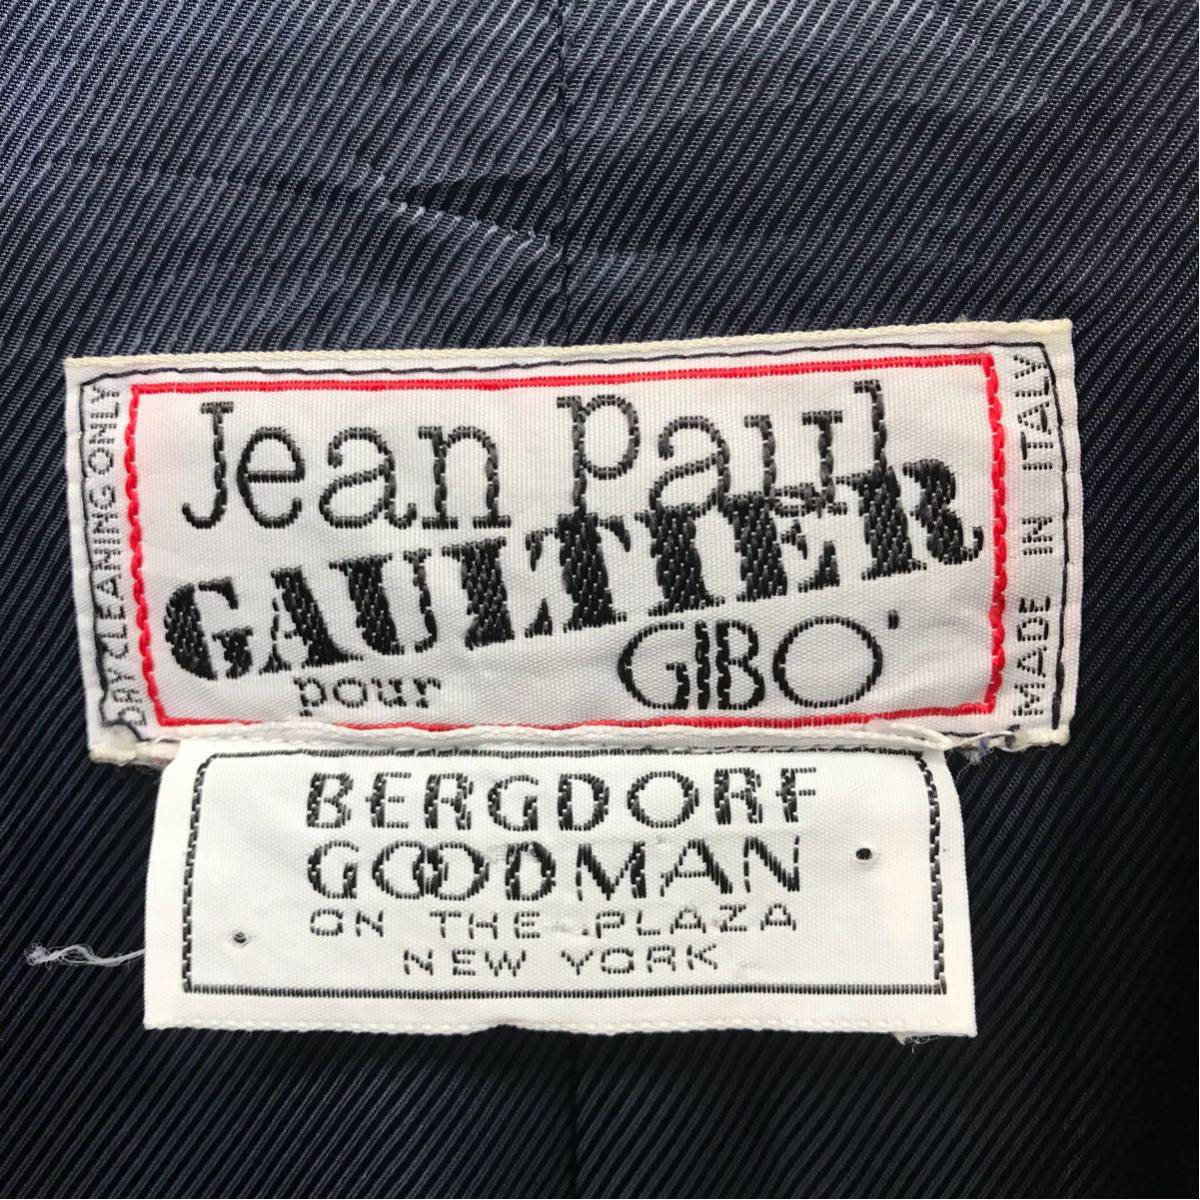 Jean Paul
GAULTIER
pour GIBO'
DRY CLEANING ONLY
MADE IN ITALY
BERGDORF
GOODMAN
ON THE PLAZA
NEW YORK